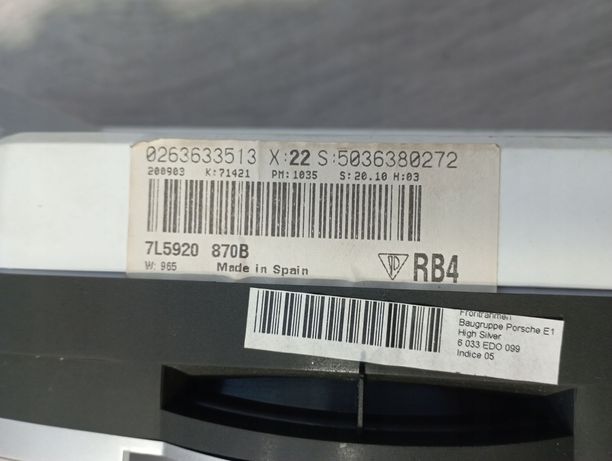 0263633513 X:22 S:5036380272
200903 K:71421 PM:1035 S:20.10 H:03
7L5920 870B
W: 965 Made in Spain
RB4
Frontrahmen
Baugruppe Porsche E1
High Silver
6 033 EDO 099
Indice 05